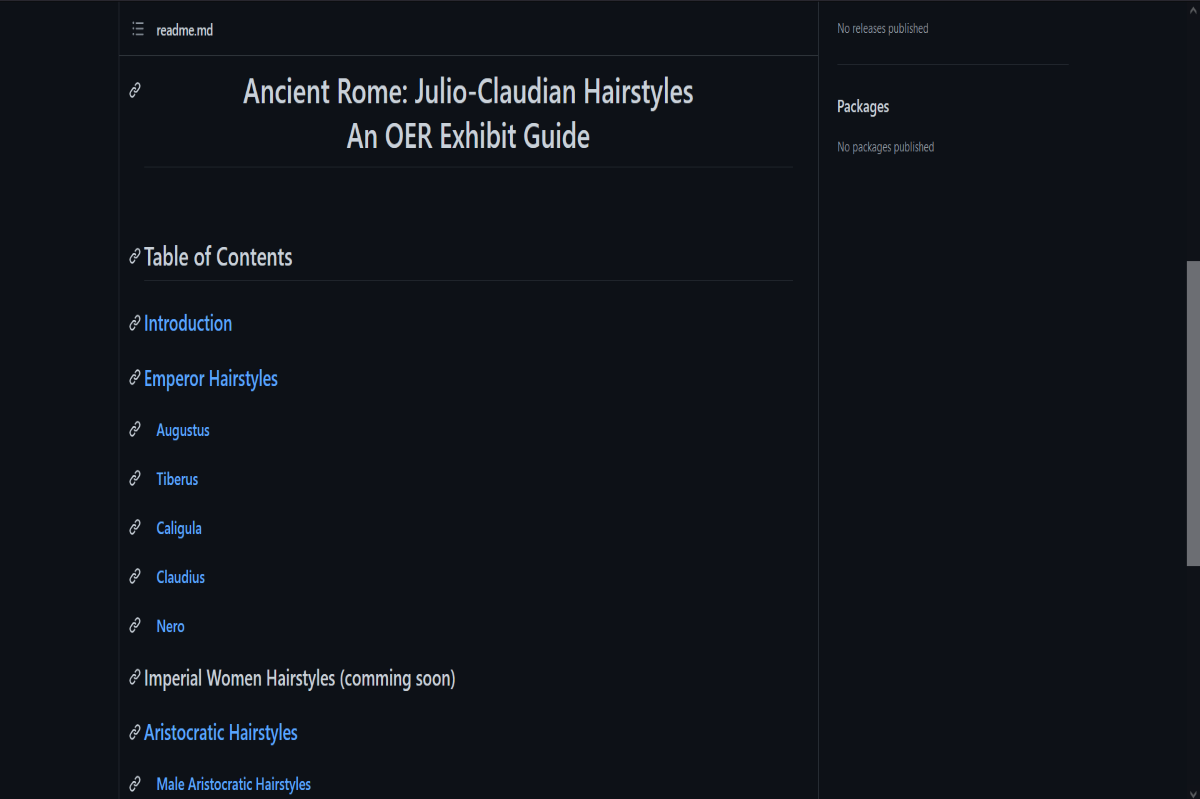 readme.md
Ancient Rome: Julio-Claudian Hairstyles
An OER Exhibit Guide
Table of Contents
Introduction
Emperor Hairstyles
Augustus
Tiberus
Caligula
Claudius
Nero
Imperial Women Hairstyles (comming soon)
Aristocratic Hairstyles
Male Aristocratic Hairstyles
No releases published
Packages
No packages published